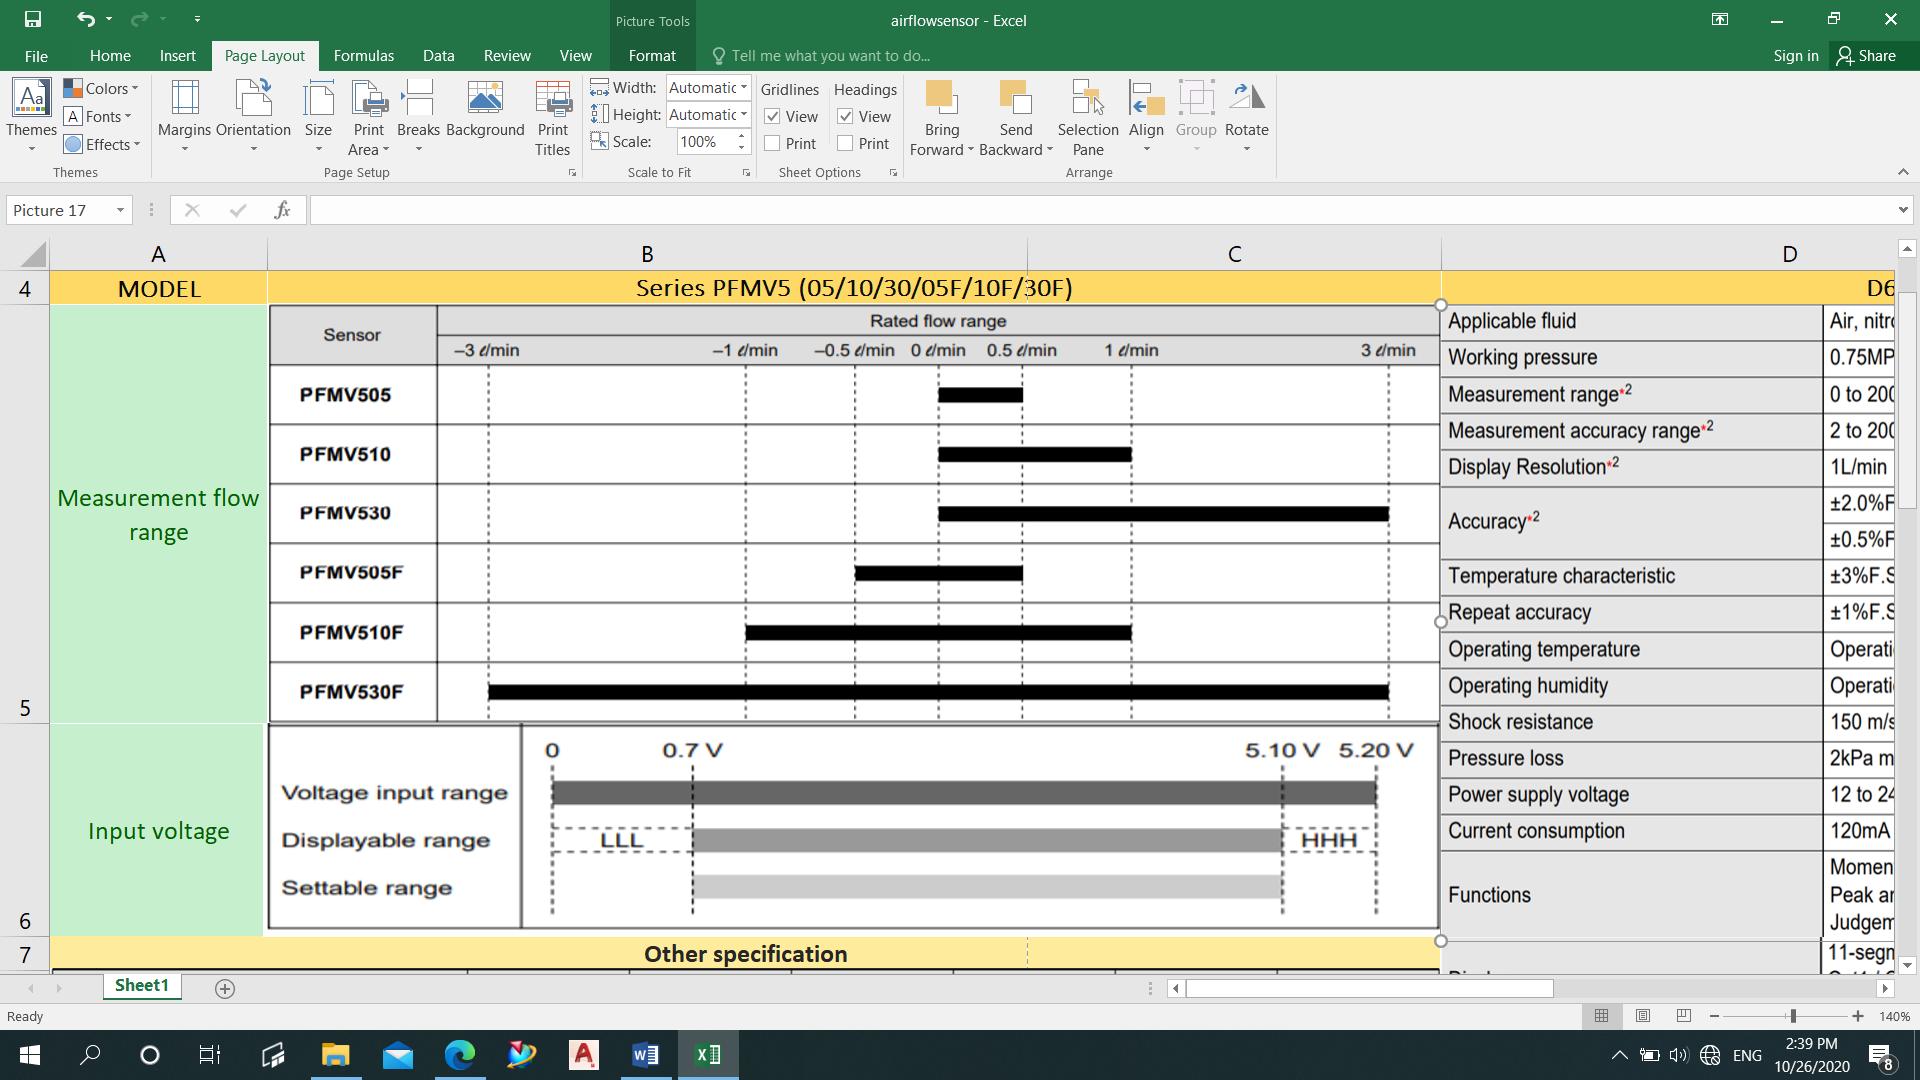 Picture Tools
airflowsensor - Excel
File Home Insert Page Layout Formulas Data Review View Format Tell me what you want to do... Sign in Share
Colors
Fonts
Effects
Themes Margins Orientation Size Print Area Breaks Background Print Titles
Width: Automatic
Height: Automatic
Scale: 100%
Gridlines Headings
View View
Print Print
Bring Forward Send Backward Selection Pane Align Group Rotate
Themes Page Setup Scale to Fit Sheet Options Arrange
Picture 17 fx
A B C D
4 MODEL Series PFMV5 (05/10/30/05F/10F/30F) D6
5 Measurement flow range
Sensor Rated flow range
–3 ℓ/min –1 ℓ/min –0.5 ℓ/min 0 ℓ/min 0.5 ℓ/min 1 ℓ/min 3 ℓ/min
PFMV505
PFMV510
PFMV530
PFMV505F
PFMV510F
PFMV530F
6 Input voltage
0 0.7 V 5.10 V 5.20 V
Voltage input range
Displayable range LLL HHH
Settable range
Applicable fluid
Working pressure 0.75MP
Measurement range*2 0 to 200
Measurement accuracy range*2 2 to 200
Display Resolution*2 1L/min
Accuracy*2 ±2.0%F
±0.5%F
Temperature characteristic ±3%F.S
Repeat accuracy ±1%F.S
Operating temperature Operati
Operating humidity Operati
Shock resistance 150 m/s
Pressure loss 2kPa m
Power supply voltage 12 to 24
Current consumption 120mA
Functions Momen
Peak ar
Judgem
11-segn
7 Other specification
Sheet1
Ready 140%
ENG 2:39 PM
10/26/2020 8